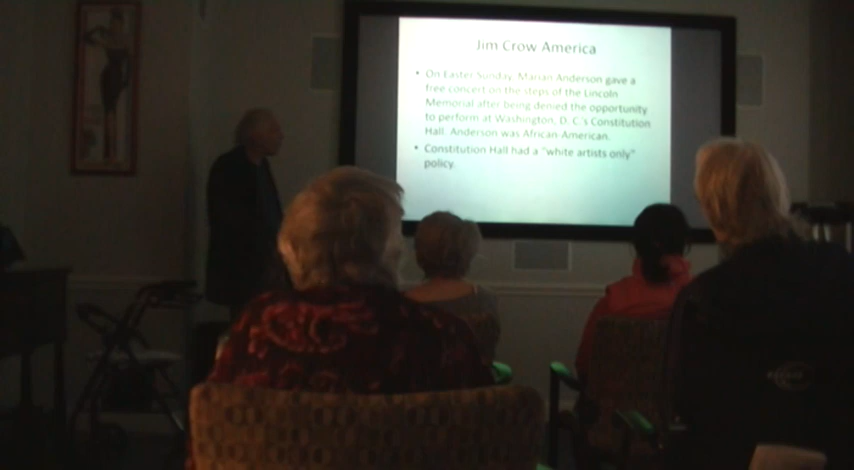 Jim Crow America
• On Easter Sunday, Marian Anderson gave a
free concert on the steps of the Lincoln
Memorial after being denied the opportunity
to perform at Washington, D. C.'s Constitution
Hall. Anderson was African-American.
• Constitution Hall had a "white artists only"
policy.